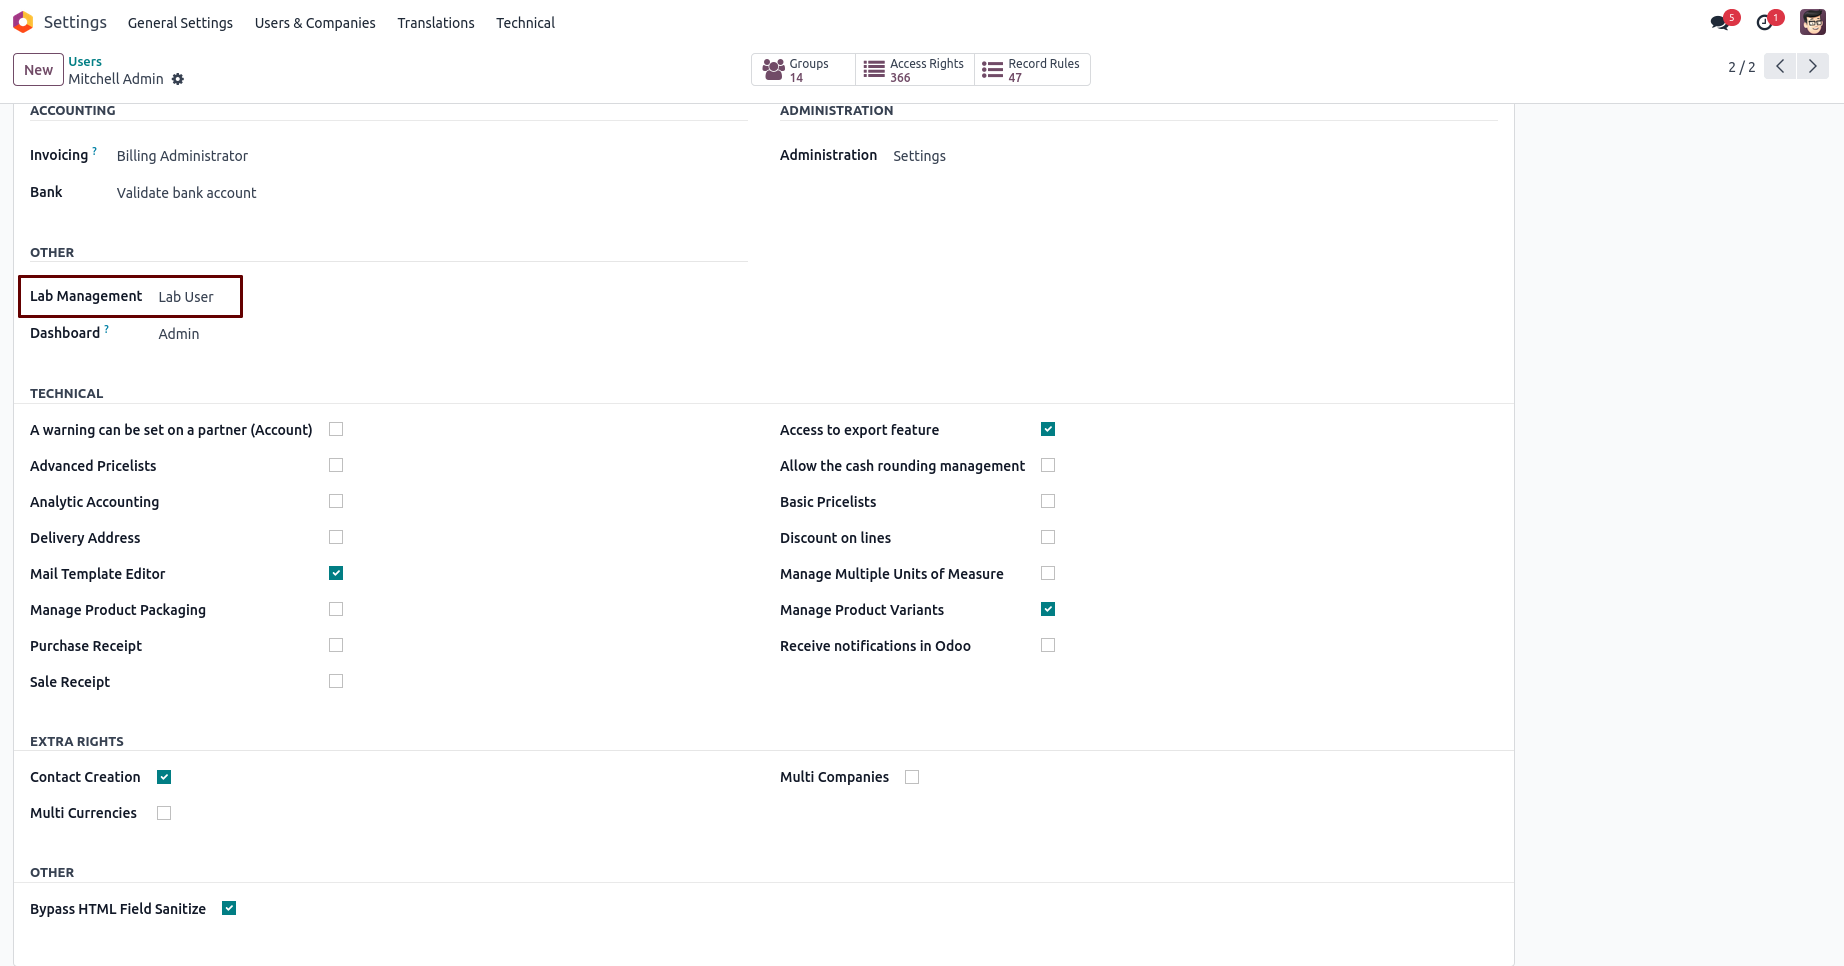 Settings General Settings Users & Companies Translations Technical 5 1
New Users Groups 14 Access Rights 366 Record Rules 47 2 / 2
Mitchell Admin
ACCOUNTING
Invoicing ? Billing Administrator
Bank Validate bank account
ADMINISTRATION
Administration Settings
OTHER
Lab Management Lab User
Dashboard ? Admin
TECHNICAL
A warning can be set on a partner (Account)
Access to export feature
Advanced Pricelists
Allow the cash rounding management
Analytic Accounting
Basic Pricelists
Delivery Address
Discount on lines
Mail Template Editor
Manage Multiple Units of Measure
Manage Product Packaging
Manage Product Variants
Purchase Receipt
Receive notifications in Odoo
Sale Receipt
EXTRA RIGHTS
Contact Creation
Multi Companies
Multi Currencies
OTHER
Bypass HTML Field Sanitize